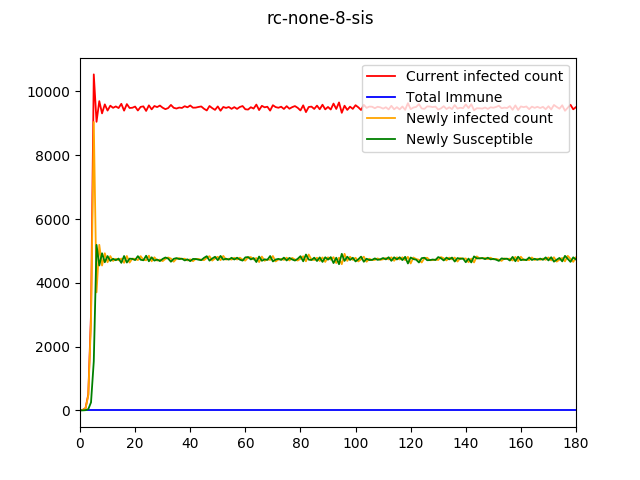 rc-none-8-sis
Current infected count
Total Immune
Newly infected count
Newly Susceptible
10000
8000
6000
4000
2000
0
0 20 40 60 80 100 120 140 160 180